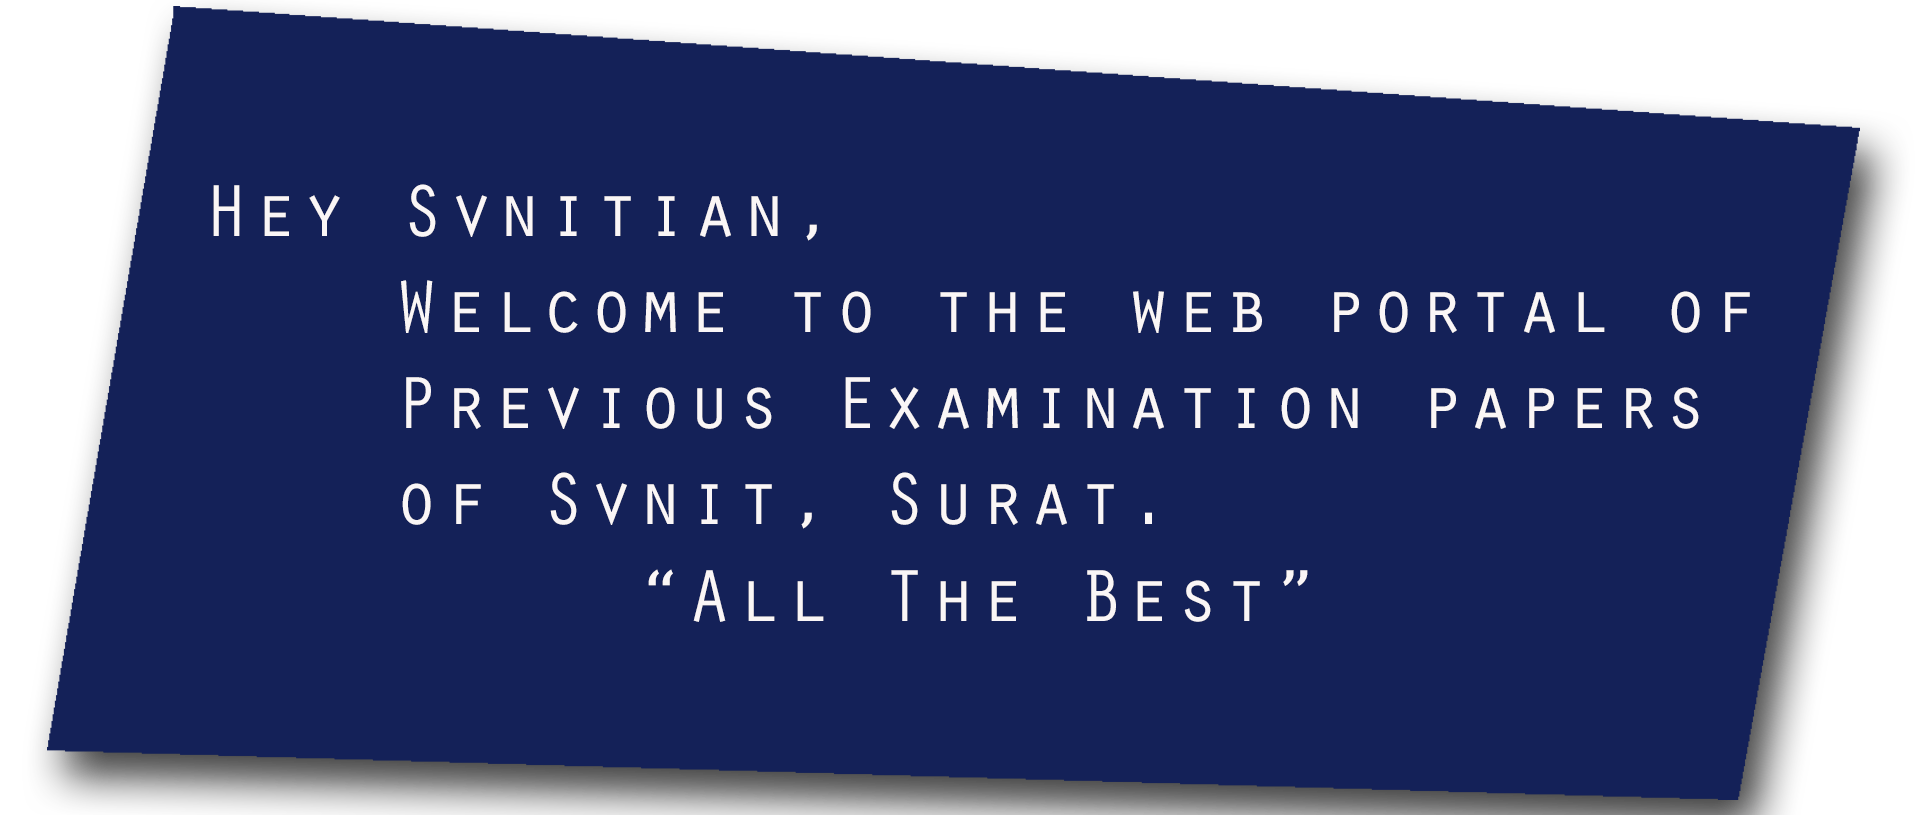 Hey Svnitian,
Welcome to the web portal of
Previous Examination papers
of Svnit, Surat.
“All The Best”